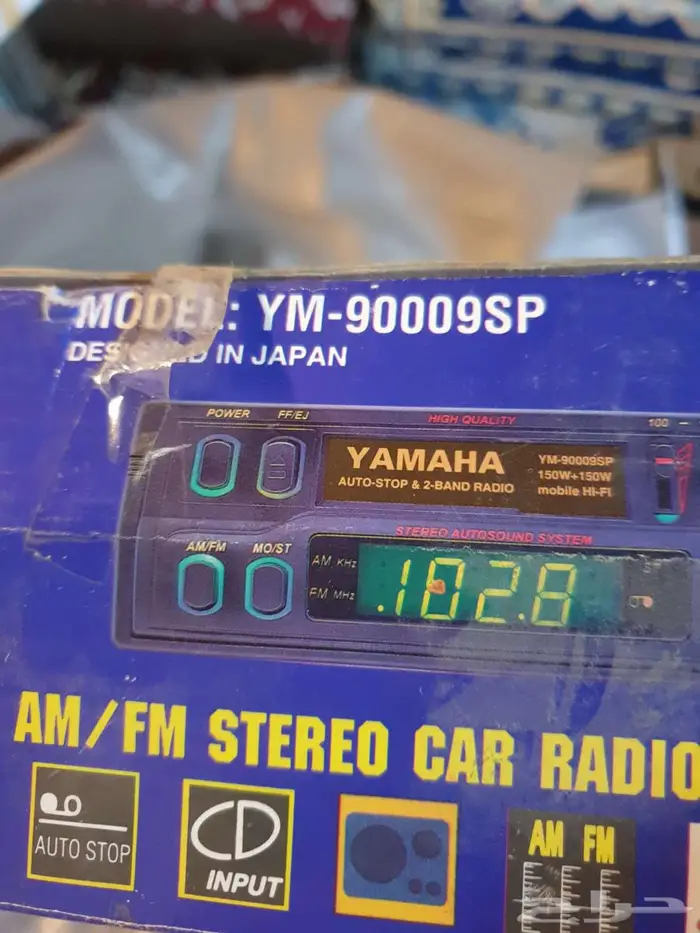 MODEL: YM-90009SP
DESIGNED IN JAPAN
POWER FF/EJ HIGH QUALITY 100
YAMAHA
AUTO-STOP & 2-BAND RADIO
YM-90009SP
150W+150W
mobile Hi-Fi
STEREO AUTOSOUND SYSTEM
AM/FM MO/ST
AM KHz
FM MHz
.102.8
AM/FM STEREO CAR RADIO
AUTO STOP
CD
INPUT
AM FM
حراج